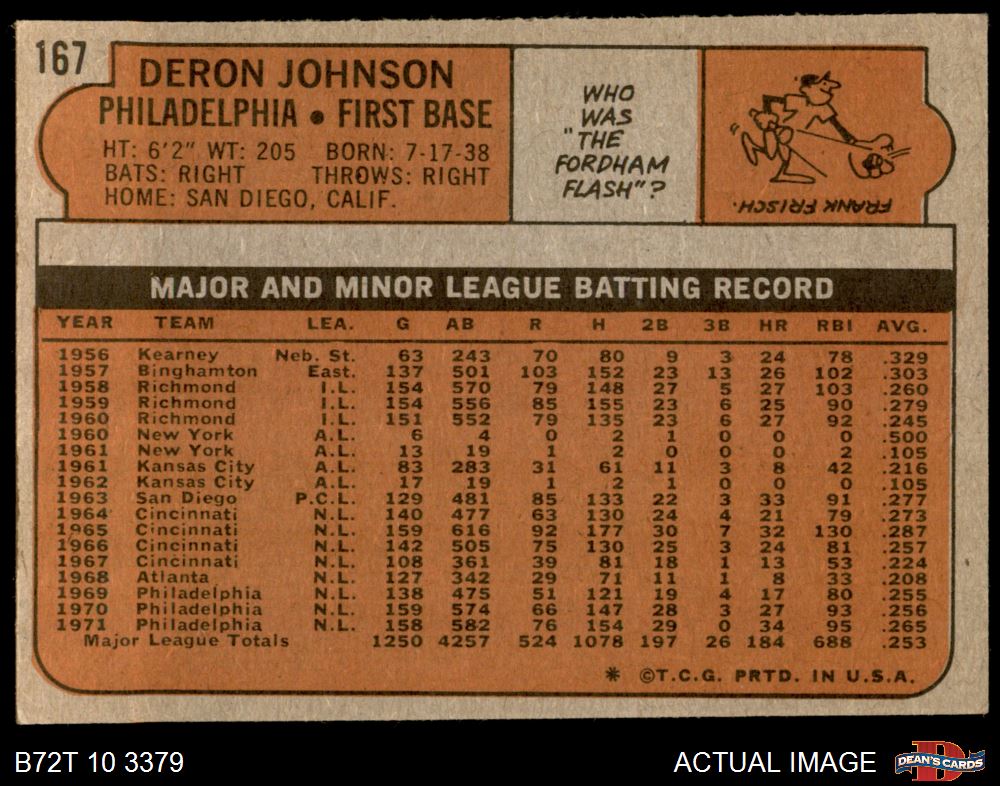 167
DERON JOHNSON
PHILADELPHIA • FIRST BASE
HT: 6'2" WT: 205 BORN: 7-17-38
BATS: RIGHT THROWS: RIGHT
HOME: SAN DIEGO, CALIF.
WHO
WAS
"THE
FORDHAM
FLASH"?
FRANK FRISCH.
MAJOR AND MINOR LEAGUE BATTING RECORD
YEAR TEAM LEA. G AB R H 2B 3B HR RBI AVG.
1956 Kearney Neb. St. 63 243 70 80 9 3 24 78 .329
1957 Binghamton East. 137 501 103 152 23 13 26 102 .303
1958 Richmond I.L. 154 570 79 148 27 5 27 103 .260
1959 Richmond I.L. 154 556 85 155 23 6 25 90 .279
1960 Richmond I.L. 151 552 79 135 23 6 27 92 .245
1960 New York A.L. 6 4 0 2 1 0 0 0 .500
1961 New York A.L. 13 19 1 2 0 0 0 2 .105
1961 Kansas City A.L. 83 283 31 61 11 3 8 42 .216
1962 Kansas City A.L. 17 19 1 2 1 0 0 0 .105
1963 San Diego P.C.L. 129 481 85 133 22 3 33 91 .277
1964 Cincinnati N.L. 140 477 63 130 24 4 21 79 .273
1965 Cincinnati N.L. 159 616 92 177 30 7 32 130 .287
1966 Cincinnati N.L. 142 505 75 130 25 3 24 81 .257
1967 Cincinnati N.L. 108 361 39 81 18 1 13 53 .224
1968 Atlanta N.L. 127 342 29 71 11 1 8 33 .208
1969 Philadelphia N.L. 138 475 51 121 19 4 17 80 .255
1970 Philadelphia N.L. 159 574 66 147 28 3 27 93 .256
1971 Philadelphia N.L. 158 582 76 154 29 0 34 95 .265
Major League Totals 1250 4257 524 1078 197 26 184 688 .253
* ©T.C.G. PRTD. IN U.S.A.
B72T 10 3379 ACTUAL IMAGE DEAN'S CARDS